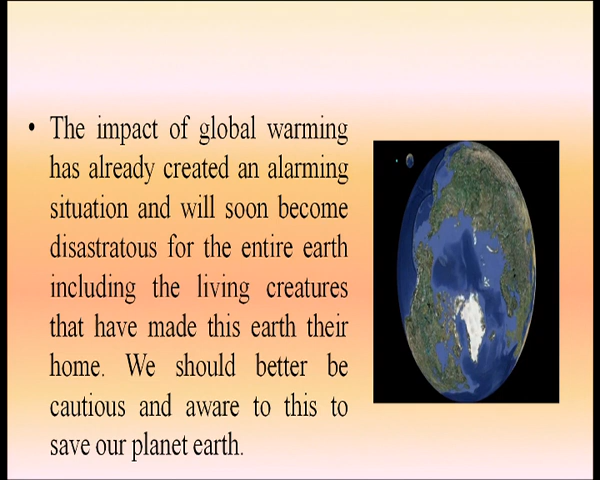 • The impact of global warming
has already created an alarming
situation and will soon become
disastratous for the entire earth
including the living creatures
that have made this earth their
home. We should better be
cautious and aware to this to
save our planet earth.